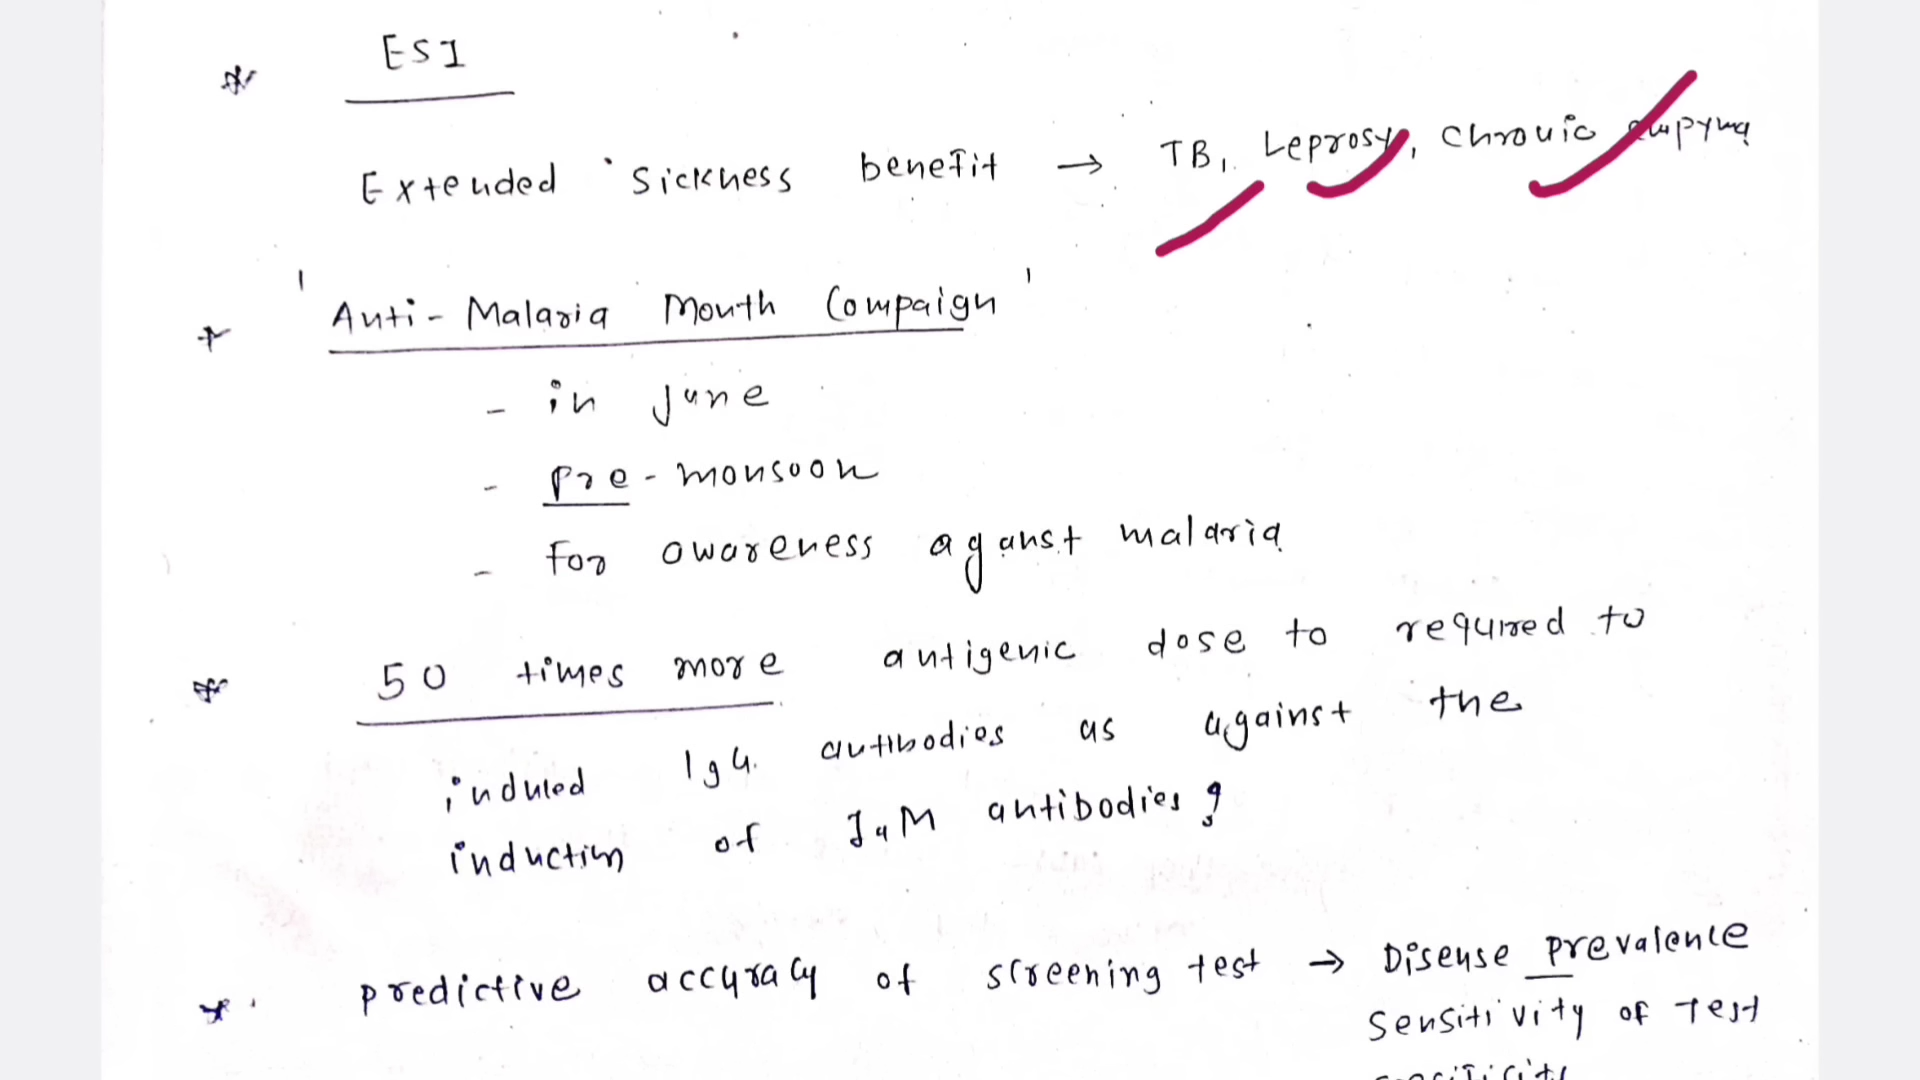 ESI
Extended sickness benefit → TB, Leprosy, chronic empyma
'Anti-Malaria Month Compaign'
- in June
- pre-monsoon
- for awareness aganst malaria
50 times more antigenic dose to required to
induled IgG antibodies as against the
induction of IgM antibodies;
predictive accuracy of screening test → Disease prevalence
Sensitivity of Test